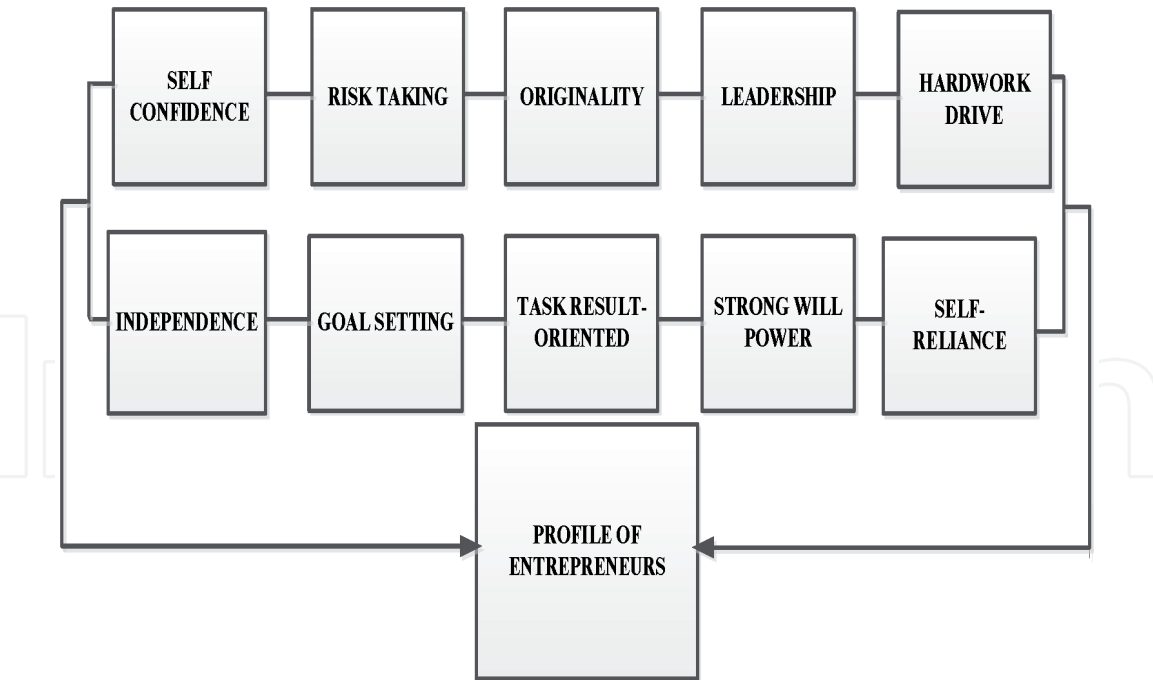 SELF
CONFIDENCE
RISK TAKING
ORIGINALITY
LEADERSHIP
HARDWORK
DRIVE
INDEPENDENCE
GOAL SETTING
TASK RESULT-
ORIENTED
STRONG WILL
POWER
SELF-
RELIANCE
PROFILE OF
ENTREPRENEURS